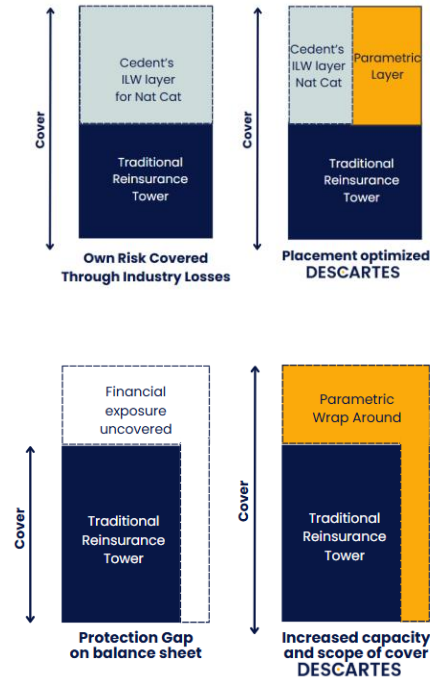 Cover
Cedent's
ILW layer
for Nat Cat
Traditional
Reinsurance
Tower
Own Risk Covered
Through Industry Losses
Cover
Cedent's
ILW layer
Nat Cat
Parametric
Layer
Traditional
Reinsurance
Tower
Placement optimized
DESCARTES
Cover
Financial
exposure
uncovered
Traditional
Reinsurance
Tower
Protection Gap
on balance sheet
Cover
Parametric
Wrap Around
Traditional
Reinsurance
Tower
Increased capacity
and scope of cover
DESCARTES